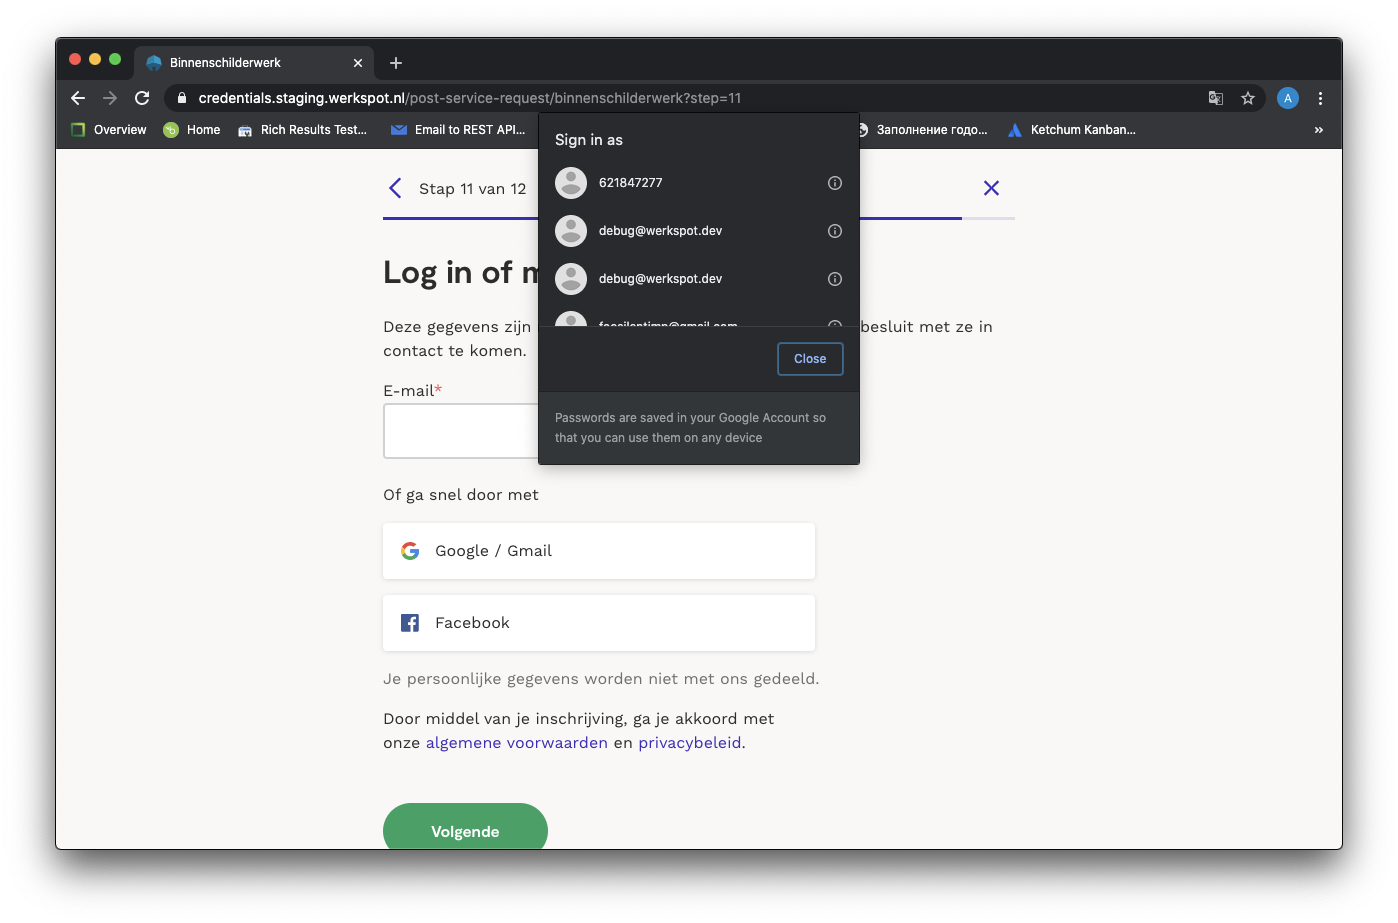 Binnenschilderwerk
credentials.staging.werkspot.nl/post-service-request/binnenschilderwerk?step=11
A
Overview
Home
Rich Results Test...
Email to REST API...
Заполнение годо...
Ketchum Kanban...
»
Stap 11 van 12
Sign in as
621847277
debug@werkspot.dev
debug@werkspot.dev
Close
Passwords are saved in your Google Account so
that you can use them on any device
Log in of
Deze gegevens zijn
besluit met ze in
contact te komen.
E-mail*
Of ga snel door met
Google / Gmail
Facebook
Je persoonlijke gegevens worden niet met ons gedeeld.
Door middel van je inschrijving, ga je akkoord met
onze algemene voorwaarden en privacybeleid.
Volgende